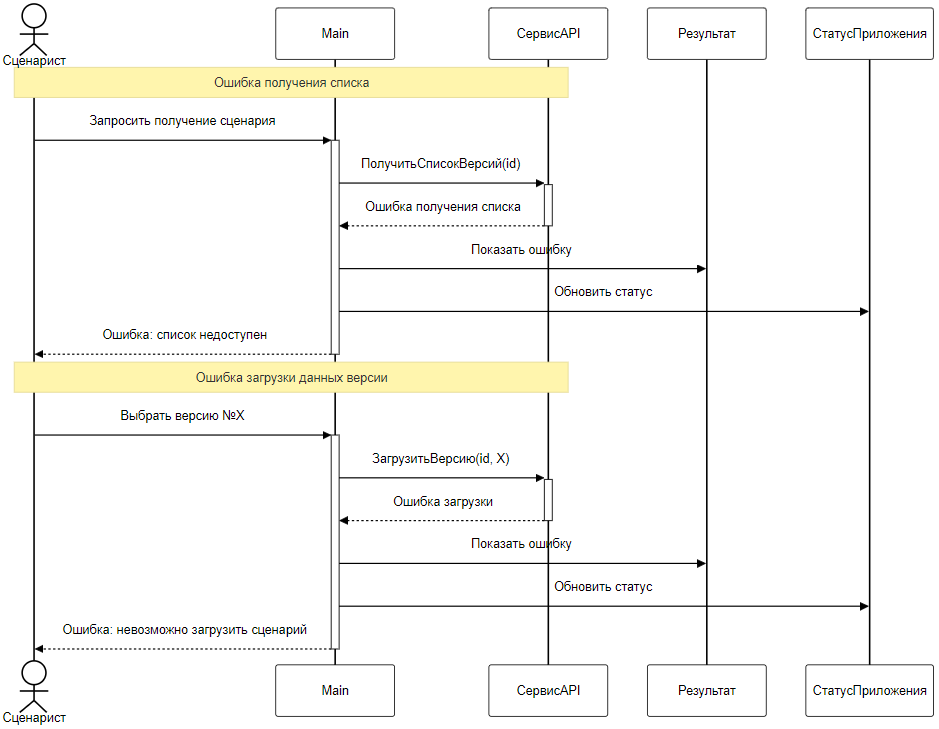 Сценарист
Main
СервисAPI
Результат
СтатусПриложения
Ошибка получения списка
Запросить получение сценария
ПолучитьСписокВерсий(id)
Ошибка получения списка
Показать ошибку
Обновить статус
Ошибка: список недоступен
Ошибка загрузки данных версии
Выбрать версию №X
ЗагрузитьВерсию(id, X)
Ошибка загрузки
Показать ошибку
Обновить статус
Ошибка: невозможно загрузить сценарий
Сценарист
Main
СервисAPI
Результат
СтатусПриложения